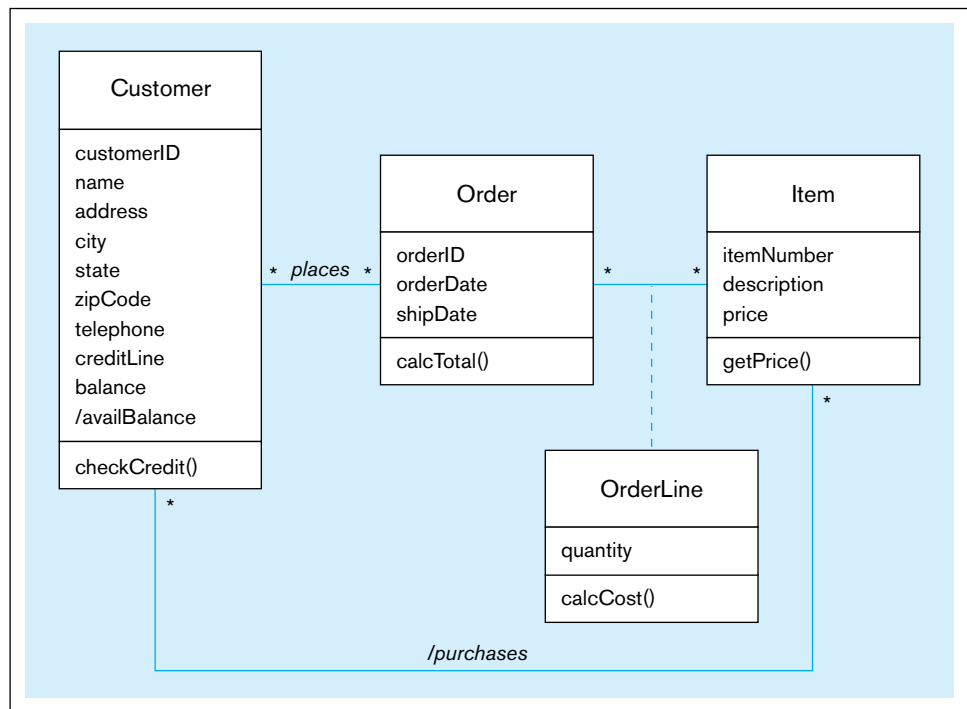 Customer
customerID
name
address
city
state
zipCode
telephone
creditLine
balance
/availBalance
checkCredit()
* places *
Order
orderID
orderDate
shipDate
calcTotal()
* *
Item
itemNumber
description
price
getPrice()
*
*
OrderLine
quantity
calcCost()
/purchases